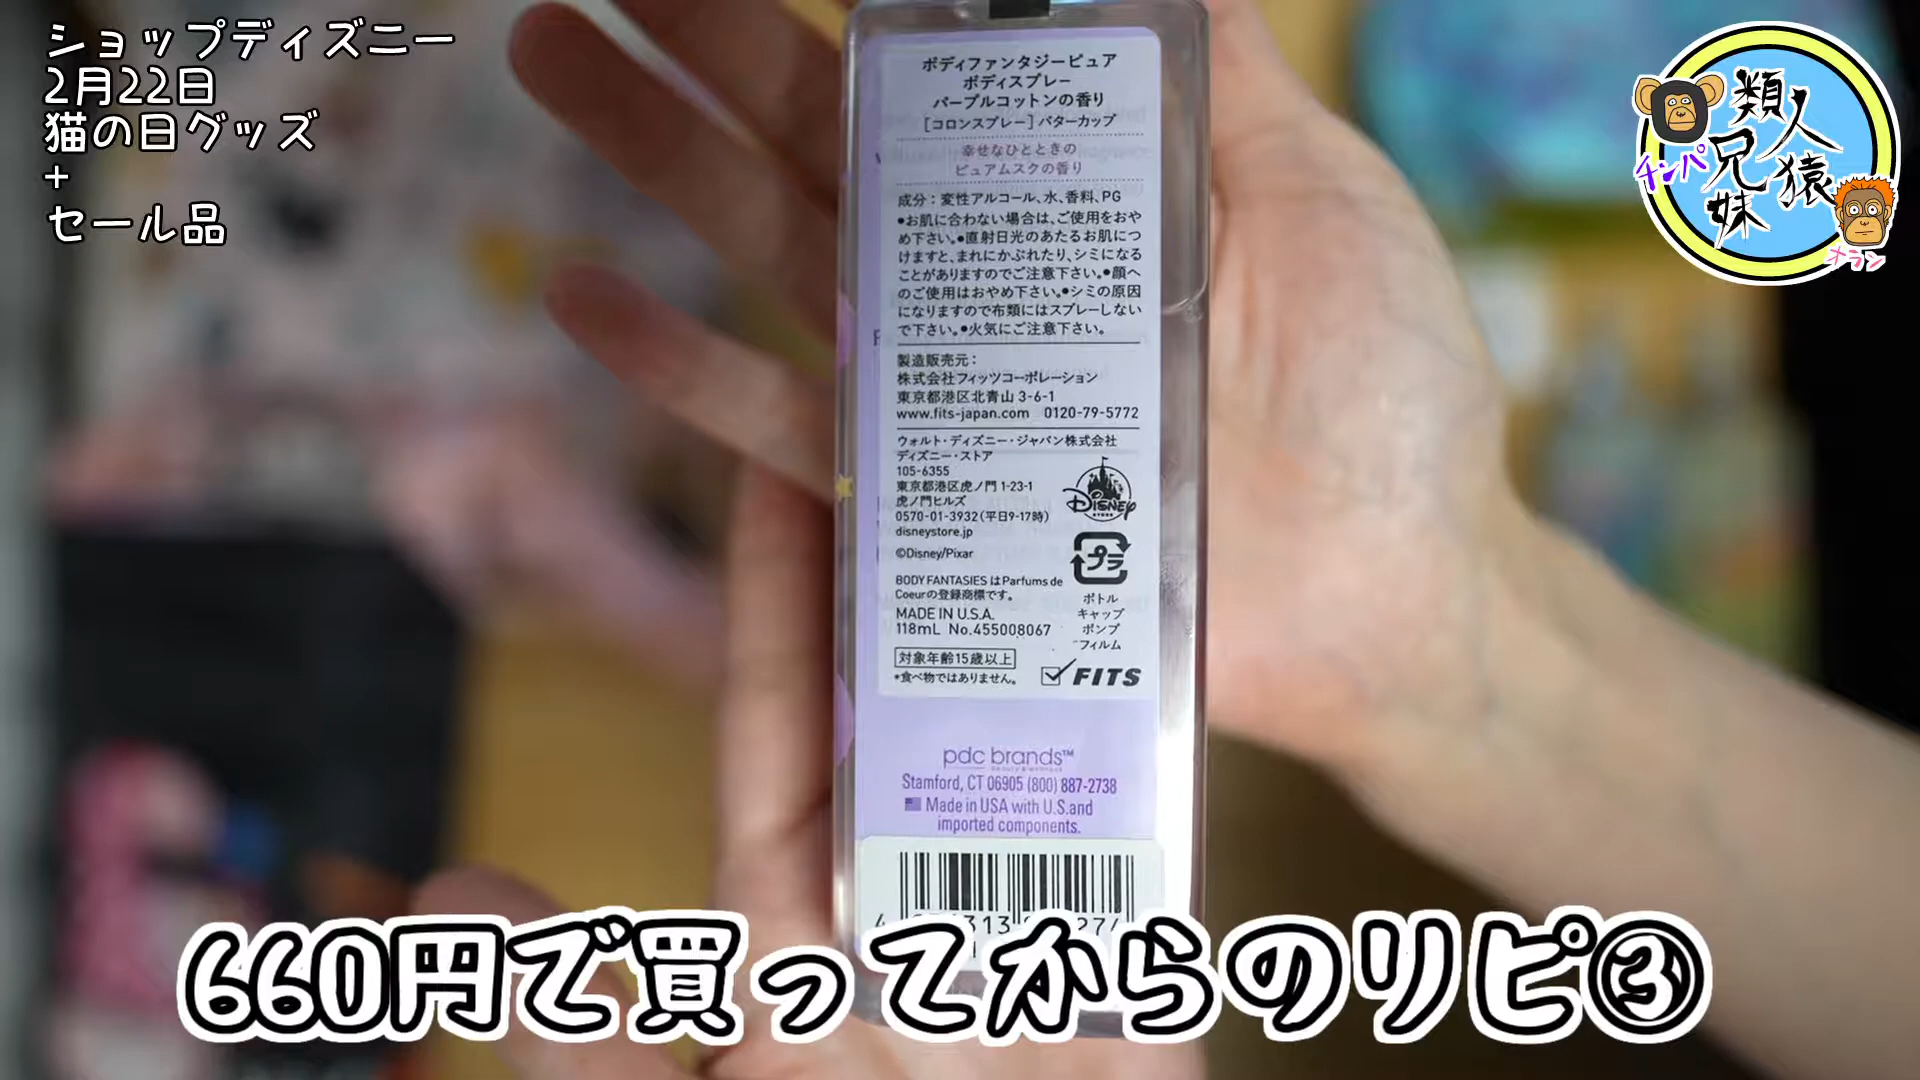 ショップディズニー
2月22日
猫の日グッズ
+
セール品
類人猿
兄妹
チンパ
オラン
ボディファンタジーピュア
ボディスプレー
パープルコットンの香り
[コロンスプレー] バターカップ
幸せなひとときの
ピュアムスクの香り
成分：変性アルコール、水、香料、PG
●お肌に合わない場合は、ご使用をおや
め下さい。●直射日光のあたるお肌につ
けますと、まれにかぶれたり、シミになる
ことがありますのでご注意下さい。●顔へ
のご使用はおやめ下さい。●シミの原因
になりますので布類にはスプレーしない
で下さい。●火気にご注意下さい。
製造販売元：
株式会社フィッツコーポレーション
東京都港区北青山 3-6-1
www.fits-japan.com 0120-79-5772
ウォルト・ディズニー・ジャパン株式会社
ディズニー・ストア
105-6355
東京都港区虎ノ門 1-23-1
虎ノ門ヒルズ
0570-01-3932(平日9-17時)
disneystore.jp
©Disney/Pixar
Disney
STORE
プラ
ボトル
キャップ
ポンプ
フィルム
BODY FANTASIES はParfums de
Coeurの登録商標です。
MADE IN U.S.A.
118mL No.455008067
対象年齢15歳以上
*食べ物ではありません。
FITS
pdc brands™
beauty & wellness
Stamford, CT 06905 (800) 887-2738
Made in USA with U.S.and
imported components.
660円で買ってからのリピ③